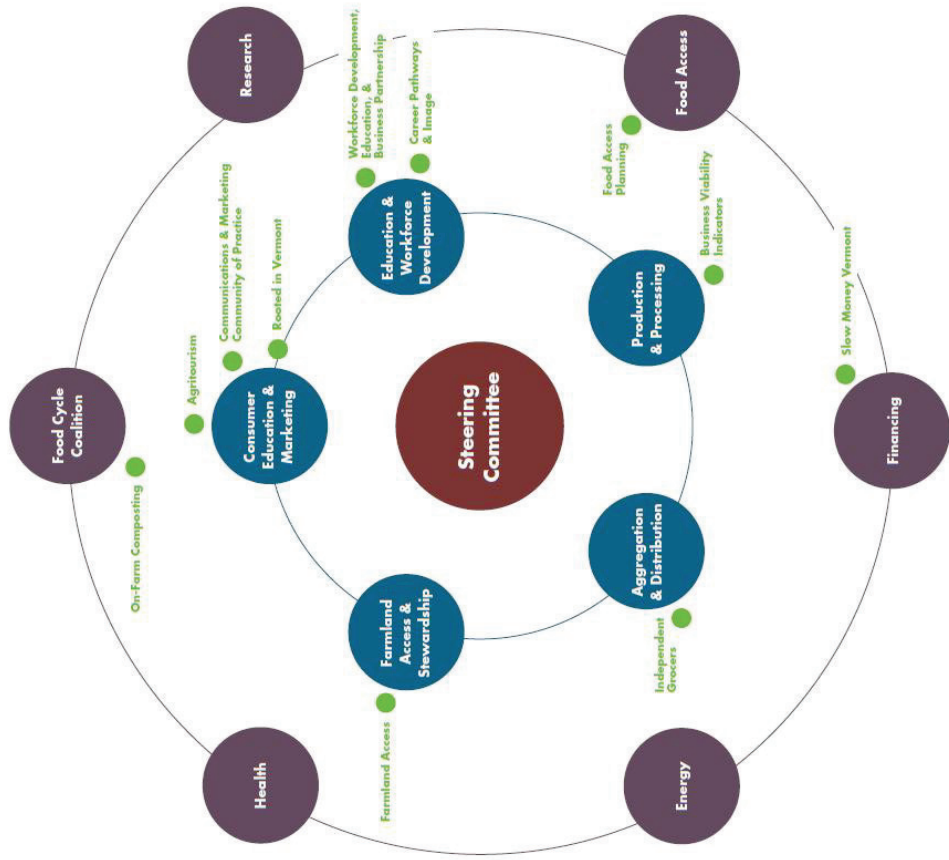 Food Cycle
Coalition
On-Farm Composting
Agritourism
Communications & Marketing
Community of Practice
Research
Health
Consumer
Education &
Marketing
Rooted in Vermont
Workforce Development,
Education, &
Business Partnership
Farmland Access
Farmland
Access &
Stewardship
Education &
Workforce
Development
Career Pathways
& Image
Steering
Committee
Food Access
Planning
Aggregation
& Distribution
Production
& Processing
Independent
Grocers
Energy
Food Access
Business Viability
Indicators
Slow Money Vermont
Financing